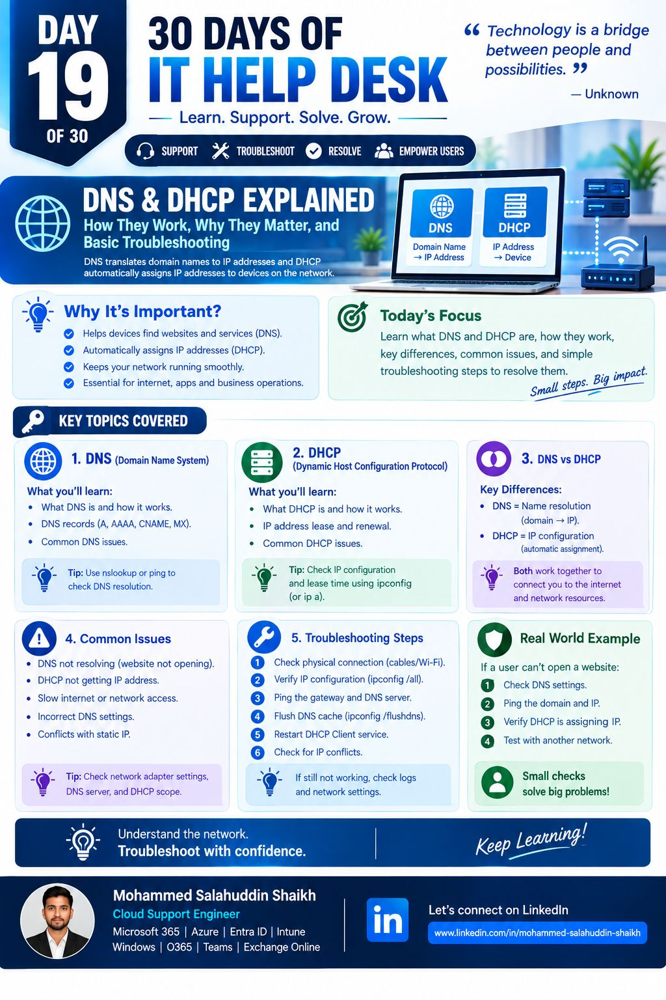 DAY
19
OF 30
30 DAYS OF
IT HELP DESK
Learn. Support. Solve. Grow.
“ Technology is a bridge
between people and
possibilities. ”
— Unknown
SUPPORT
TROUBLESHOOT
RESOLVE
EMPOWER USERS
DNS & DHCP EXPLAINED
How They Work, Why They Matter, and
Basic Troubleshooting
DNS translates domain names to IP addresses and DHCP
automatically assigns IP addresses to devices on the network.
DNS
Domain Name
→ IP Address
DHCP
IP Address
→ Device
Why It's Important?
Helps devices find websites and services (DNS).
Automatically assigns IP addresses (DHCP).
Keeps your network running smoothly.
Essential for internet, apps and business operations.
Today's Focus
Learn what DNS and DHCP are, how they work,
key differences, common issues, and simple
troubleshooting steps to resolve them.
Small steps. Big impact.
KEY TOPICS COVERED
1. DNS (Domain Name System)
What you'll learn:
• What DNS is and how it works.
• DNS records (A, AAAA, CNAME, MX).
• Common DNS issues.
Tip: Use nslookup or ping to
check DNS resolution.
2. DHCP
(Dynamic Host Configuration Protocol)
What you'll learn:
• What DHCP is and how it works.
• IP address lease and renewal.
• Common DHCP issues.
Tip: Check IP configuration
and lease time using ipconfig
(or ip a).
3. DNS vs DHCP
Key Differences:
• DNS = Name resolution
(domain → IP).
• DHCP = IP configuration
(automatic assignment).
Both work together to
connect you to the internet
and network resources.
4. Common Issues
• DNS not resolving (website not opening).
• DHCP not getting IP address.
• Slow internet or network access.
• Incorrect DNS settings.
• Conflicts with static IP.
Tip: Check network adapter settings,
DNS server, and DHCP scope.
5. Troubleshooting Steps
1 Check physical connection (cables/Wi-Fi).
2 Verify IP configuration (ipconfig /all).
3 Ping the gateway and DNS server.
4 Flush DNS cache (ipconfig /flushdns).
5 Restart DHCP Client service.
6 Check for IP conflicts.
If still not working, check logs
and network settings.
Real World Example
If a user can't open a website:
1 Check DNS settings.
2 Ping the domain and IP.
3 Verify DHCP is assigning IP.
4 Test with another network.
Small checks
solve big problems!
Understand the network.
Troubleshoot with confidence.
Keep Learning!
Mohammed Salahuddin Shaikh
Cloud Support Engineer
Microsoft 365 | Azure | Entra ID | Intune
Windows | O365 | Teams | Exchange Online
in
Let's connect on LinkedIn
www.linkedin.com/in/mohammed-salahuddin-shaikh